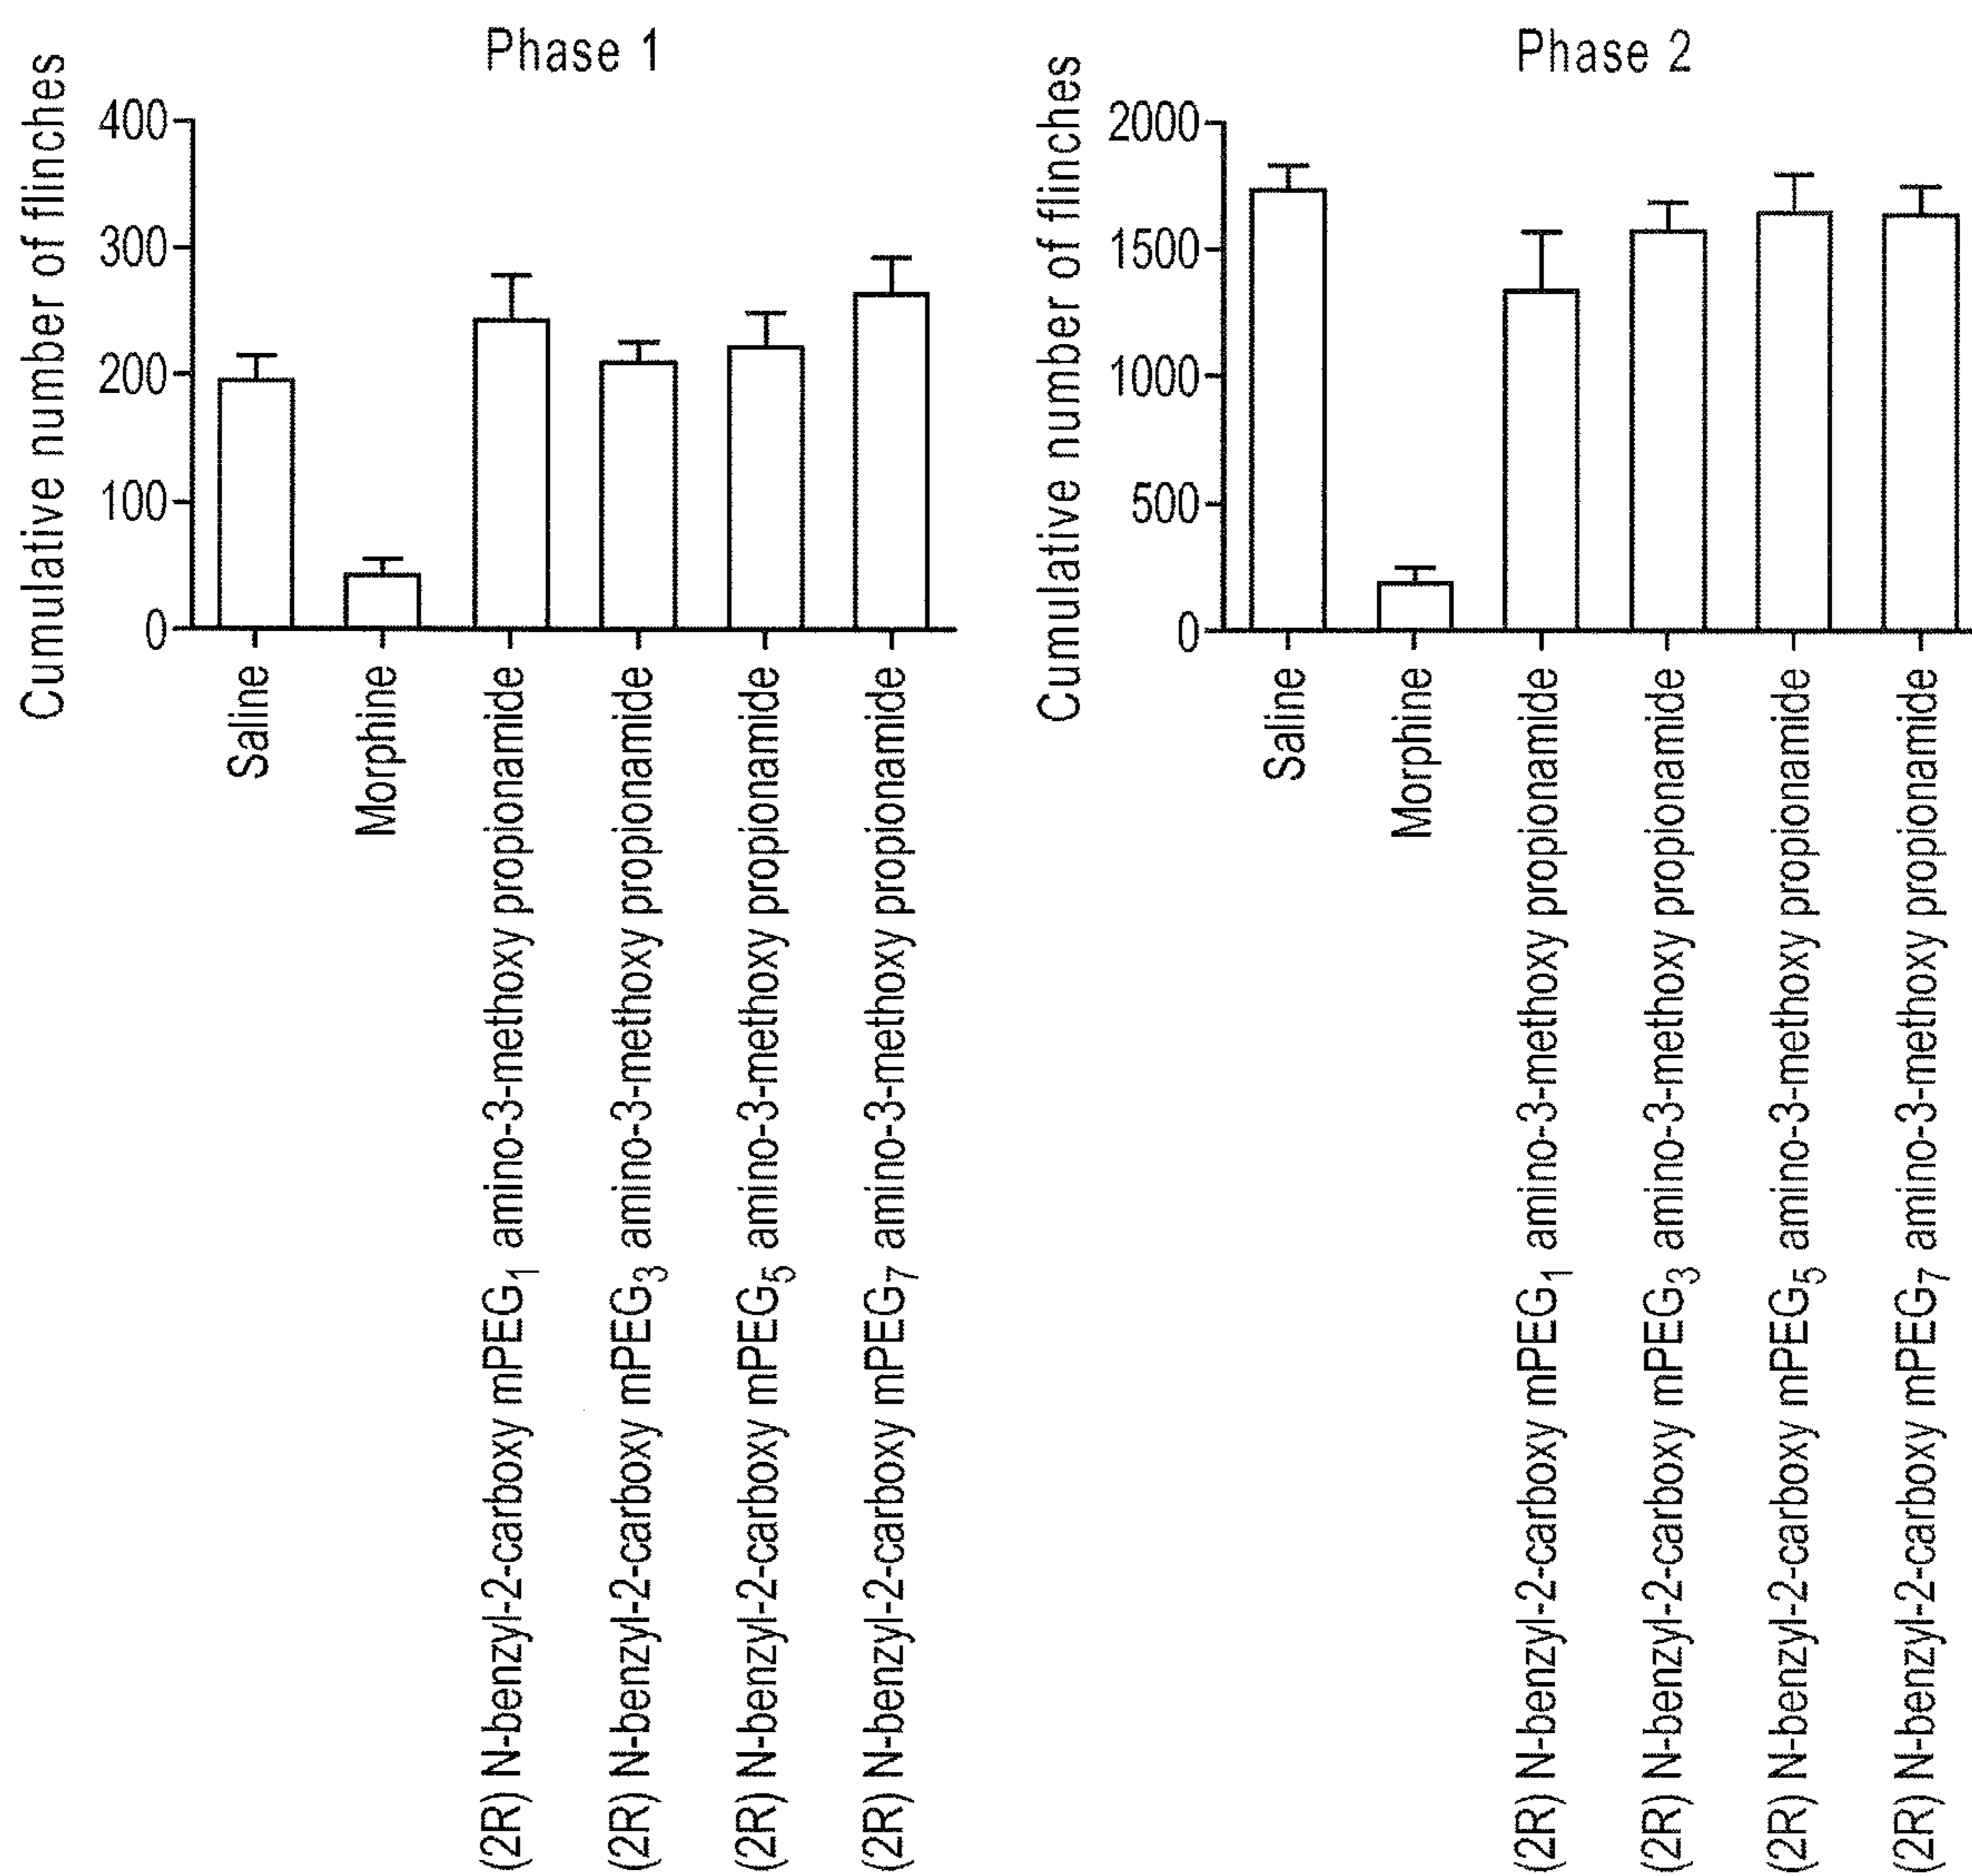 Phase 1
Cumulative number of flinches
400
300
200
100
0
Saline
Morphine
(2R) N-benzyl-2-carboxy mPEG₁ amino-3-methoxy propionamide
(2R) N-benzyl-2-carboxy mPEG₃ amino-3-methoxy propionamide
(2R) N-benzyl-2-carboxy mPEG₅ amino-3-methoxy propionamide
(2R) N-benzyl-2-carboxy mPEG₇ amino-3-methoxy propionamide
Phase 2
Cumulative number of flinches
2000
1500
1000
500
0
Saline
Morphine
(2R) N-benzyl-2-carboxy mPEG₁ amino-3-methoxy propionamide
(2R) N-benzyl-2-carboxy mPEG₃ amino-3-methoxy propionamide
(2R) N-benzyl-2-carboxy mPEG₅ amino-3-methoxy propionamide
(2R) N-benzyl-2-carboxy mPEG₇ amino-3-methoxy propionamide